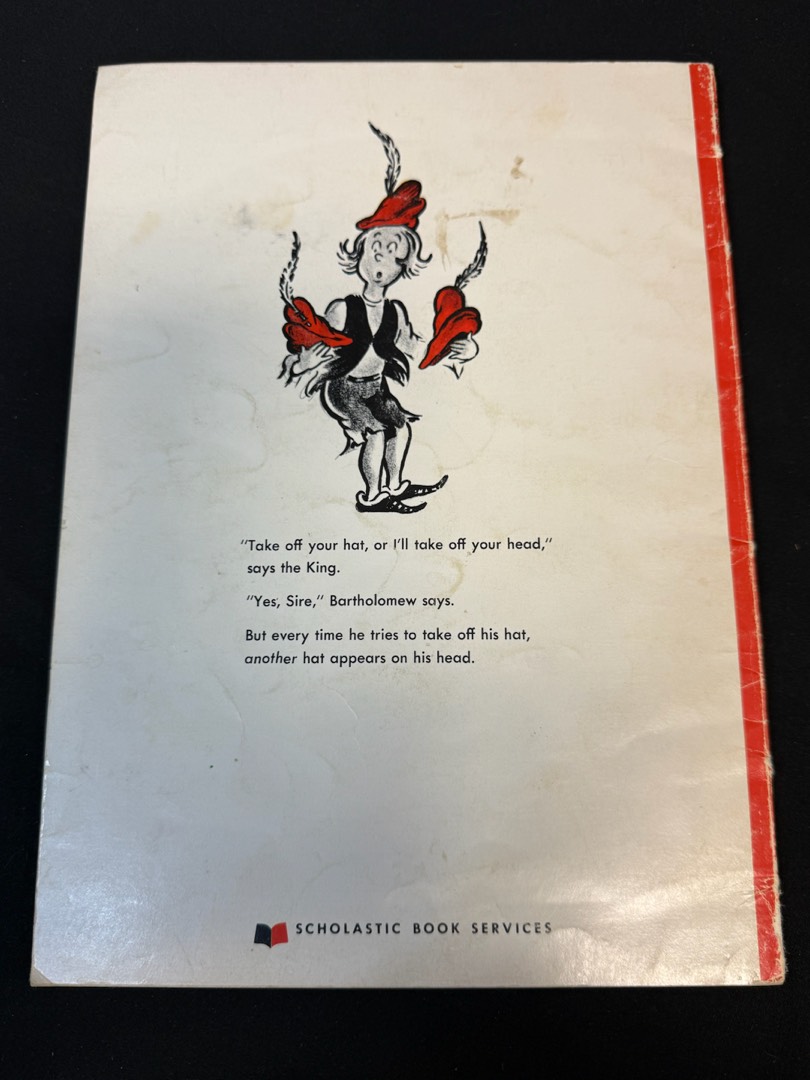 "Take off your hat, or I'll take off your head,"
says the King.
"Yes, Sire," Bartholomew says.
But every time he tries to take off his hat,
another hat appears on his head.
SCHOLASTIC BOOK SERVICES